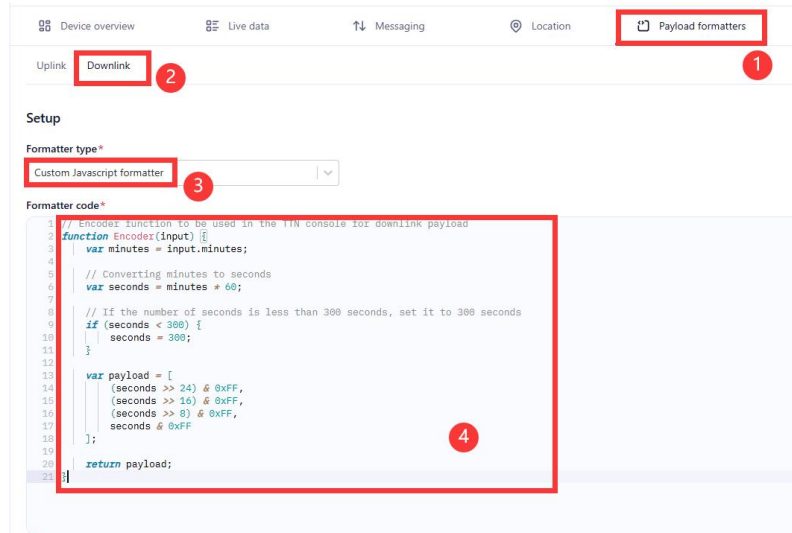 Device overview
Live data
Messaging
Location
Payload formatters
1
Uplink
Downlink
2
Setup
Formatter type*
Custom Javascript formatter
3
Formatter code*
1 // Encoder function to be used in the TTN console for downlink payload
2 function Encoder(input) {
3 var minutes = input.minutes;
4
5 // Converting minutes to seconds
6 var seconds = minutes * 60;
7
8 // If the number of seconds is less than 300 seconds, set it to 300 seconds
9 if (seconds < 300) {
10 seconds = 300;
11 }
12
13 var payload = [
14 (seconds >> 24) & 0xFF,
15 (seconds >> 16) & 0xFF,
16 (seconds >> 8) & 0xFF,
17 seconds & 0xFF
18 ];
4
19
20 return payload;
21 }